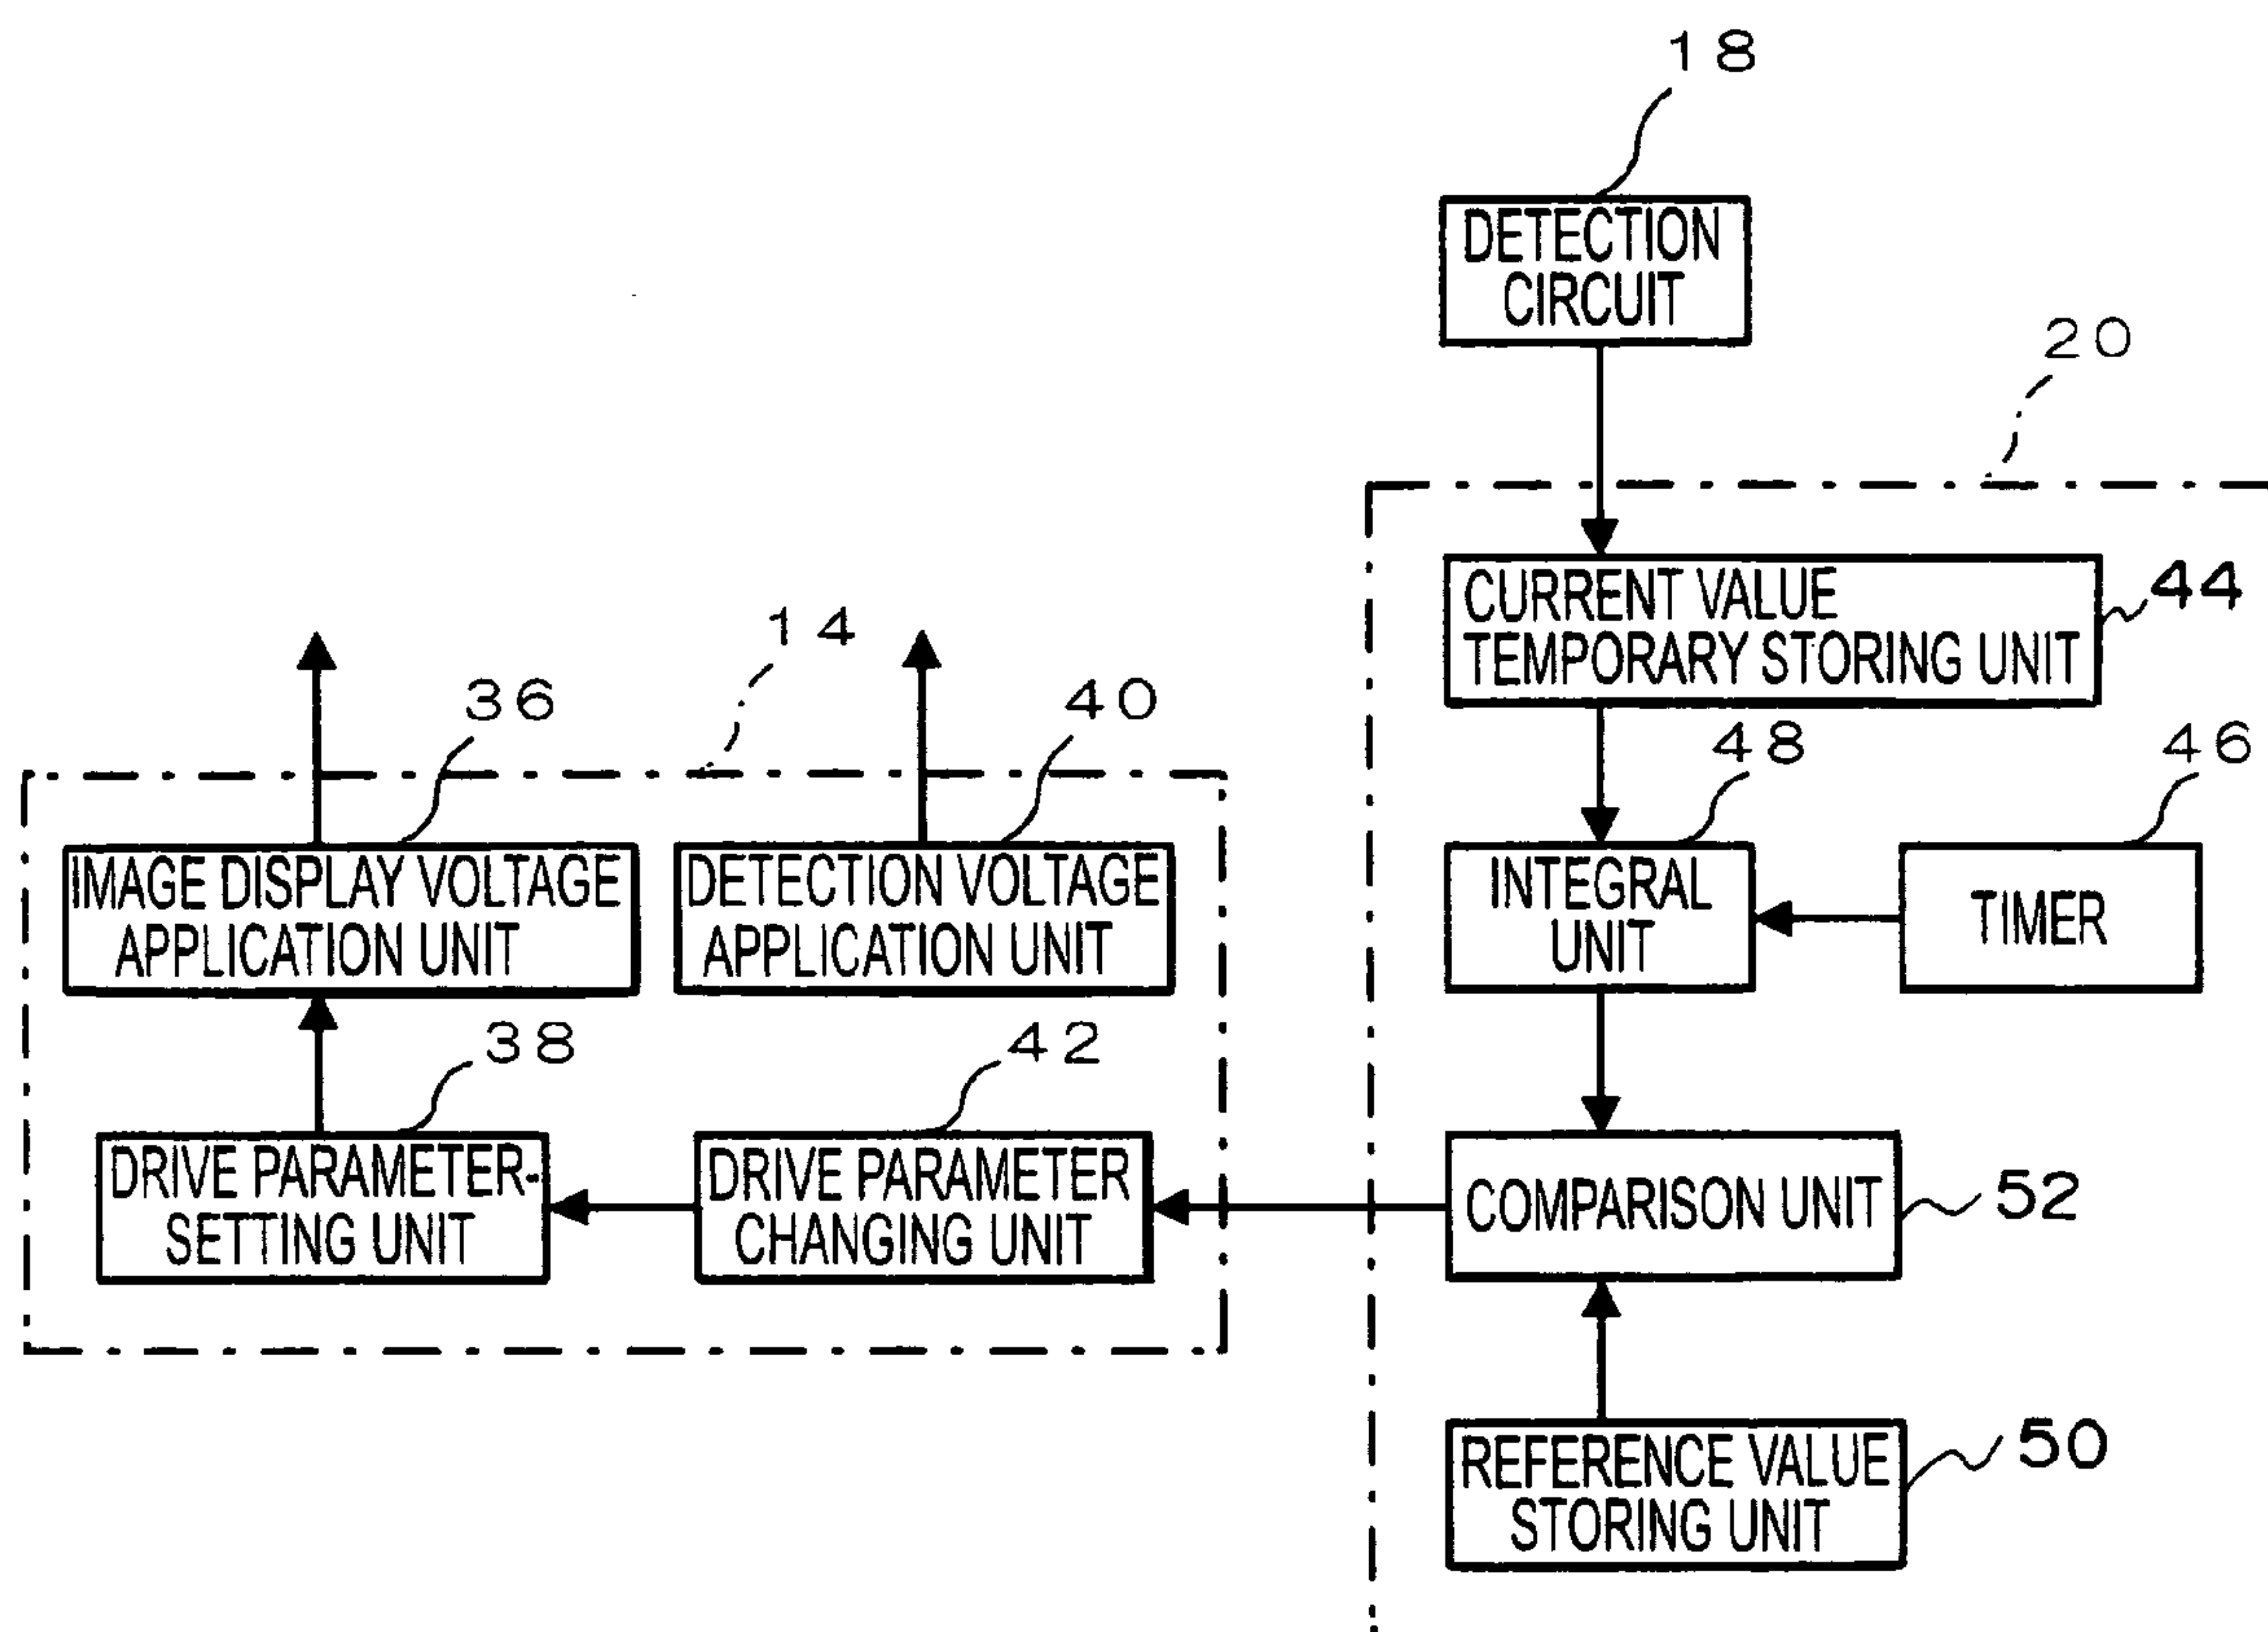 18
DETECTION
CIRCUIT
20
CURRENT VALUE
TEMPORARY STORING UNIT
44
14
36
40
48
46
IMAGE DISPLAY VOLTAGE
APPLICATION UNIT
DETECTION VOLTAGE
APPLICATION UNIT
INTEGRAL
UNIT
TIMER
38
42
DRIVE PARAMETER-
SETTING UNIT
DRIVE PARAMETER
CHANGING UNIT
COMPARISON UNIT
52
REFERENCE VALUE
STORING UNIT
50